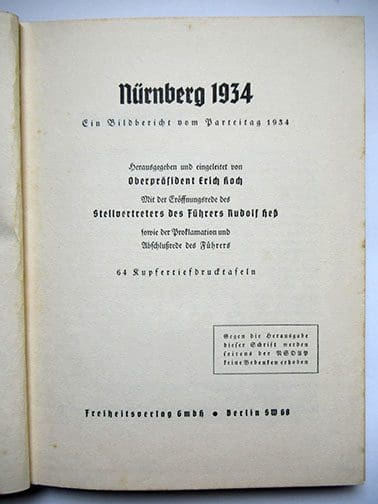 Nürnberg 1934
Ein Bildbericht vom Parteitag 1934
Herausgegeben und eingeleitet von
Oberpräsident Erich Koch
Mit der Eröffnungsrede des
Stellvertreters des Führers Rudolf Heß
sowie der Proklamation und
Abschlußrede des Führers
64 Kupfertiefdrucktafeln
Gegen die Herausgabe
dieser Schrift werden
seitens der NSDAP
keine Bedenken erhoben
Freiheitsverlag GmbH ● Berlin SW 68